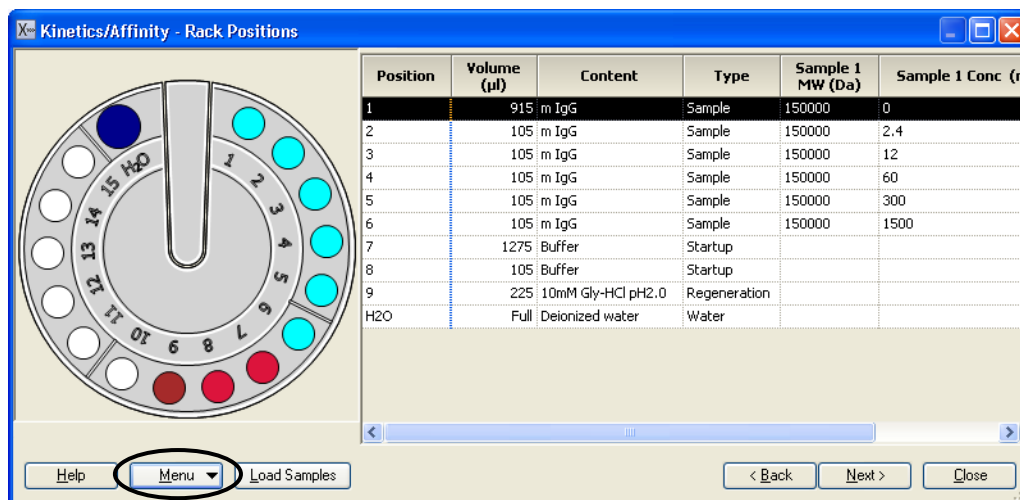 Kinetics/Affinity - Rack Positions
H₂O
1
2
3
4
5
6
7
8
9
10
11
12
13
14
15
Position Volume (µl) Content Type Sample 1 MW (Da) Sample 1 Conc (
1 915 m IgG Sample 150000 0
2 105 m IgG Sample 150000 2.4
3 105 m IgG Sample 150000 12
4 105 m IgG Sample 150000 60
5 105 m IgG Sample 150000 300
6 105 m IgG Sample 150000 1500
7 1275 Buffer Startup
8 105 Buffer Startup
9 225 10mM Gly-HCl pH2.0 Regeneration
H2O Full Deionized water Water
Help Menu Load Samples < Back Next > Close